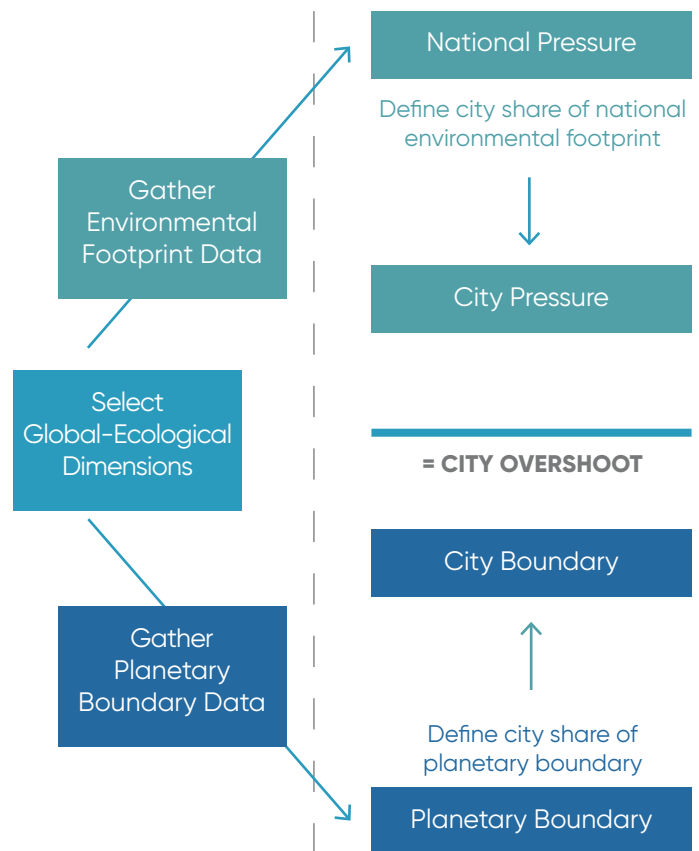 National Pressure
Define city share of national
environmental footprint
Gather
Environmental
Footprint Data
City Pressure
Select
Global-Ecological
Dimensions
= CITY OVERSHOOT
City Boundary
Gather
Planetary
Boundary Data
Define city share of
planetary boundary
Planetary Boundary